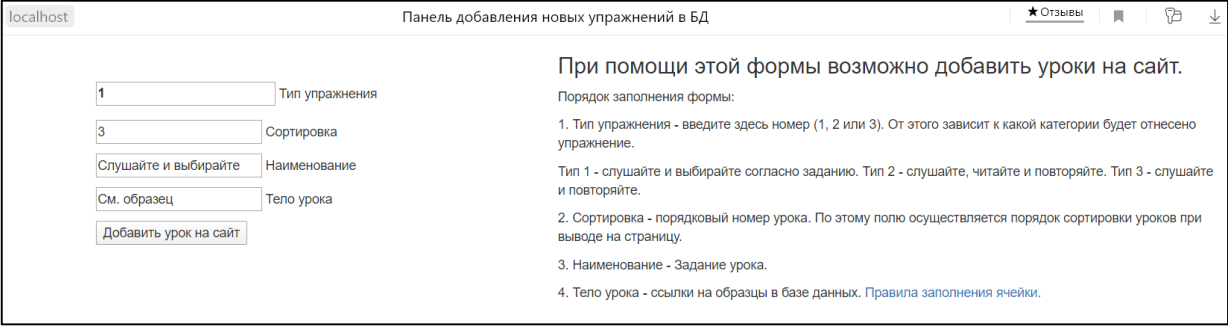 localhost
Панель добавления новых упражнений в БД
★ Отзывы
1 Тип упражнения
3 Сортировка
Слушайте и выбирайте Наименование
См. образец Тело урока
Добавить урок на сайт
При помощи этой формы возможно добавить уроки на сайт.
Порядок заполнения формы:
1. Тип упражнения - введите здесь номер (1, 2 или 3). От этого зависит к какой категории будет отнесено
упражнение.
Тип 1 - слушайте и выбирайте согласно заданию. Тип 2 - слушайте, читайте и повторяйте. Тип 3 - слушайте
и повторяйте.
2. Сортировка - порядковый номер урока. По этому полю осуществляется порядок сортировки уроков при
выводе на страницу.
3. Наименование - Задание урока.
4. Тело урока - ссылки на образцы в базе данных. Правила заполнения ячейки.